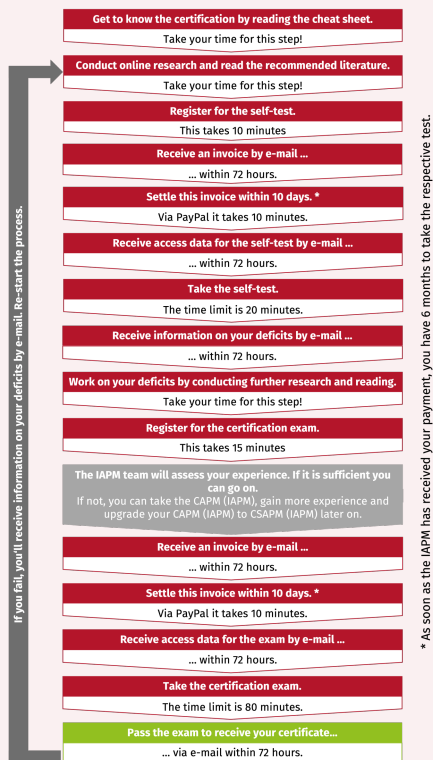 Get to know the certification by reading the cheat sheet.
Take your time for this step!
Conduct online research and read the recommended literature.
Take your time for this step!
Register for the self-test.
This takes 10 minutes
Receive an invoice by e-mail ...
... within 72 hours.
Settle this invoice within 10 days. *
Via PayPal it takes 10 minutes.
Receive access data for the self-test by e-mail ...
... within 72 hours.
Take the self-test.
The time limit is 20 minutes.
Receive information on your deficits by e-mail ...
... within 72 hours.
Work on your deficits by conducting further research and reading.
Take your time for this step!
Register for the certification exam.
This takes 15 minutes
The IAPM team will assess your experience. If it is sufficient you
can go on.
If not, you can take the CAPM (IAPM), gain more experience and
upgrade your CAPM (IAPM) to CSAPM (IAPM) later on.
Receive an invoice by e-mail ...
... within 72 hours.
Settle this invoice within 10 days. *
Via PayPal it takes 10 minutes.
Receive access data for the exam by e-mail ...
... within 72 hours.
Take the certification exam.
The time limit is 80 minutes.
Pass the exam to receive your certificate...
... via e-mail within 72 hours.
If you fail, you'll receive information on your deficits by e-mail. Re-start the process.
* As soon as the IAPM has received your payment, you have 6 months to take the respective test.